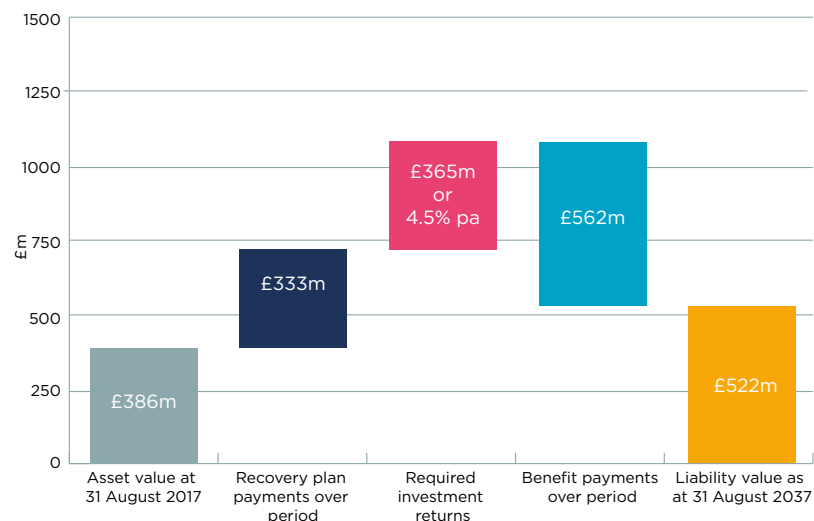 1500
1250
1000
750
500
250
0
£m
£386m
£333m
£365m
or
4.5% pa
£562m
£522m
Asset value at
31 August 2017
Recovery plan
payments over
period
Required
investment
returns
Benefit payments
over period
Liability value as
at 31 August 2037